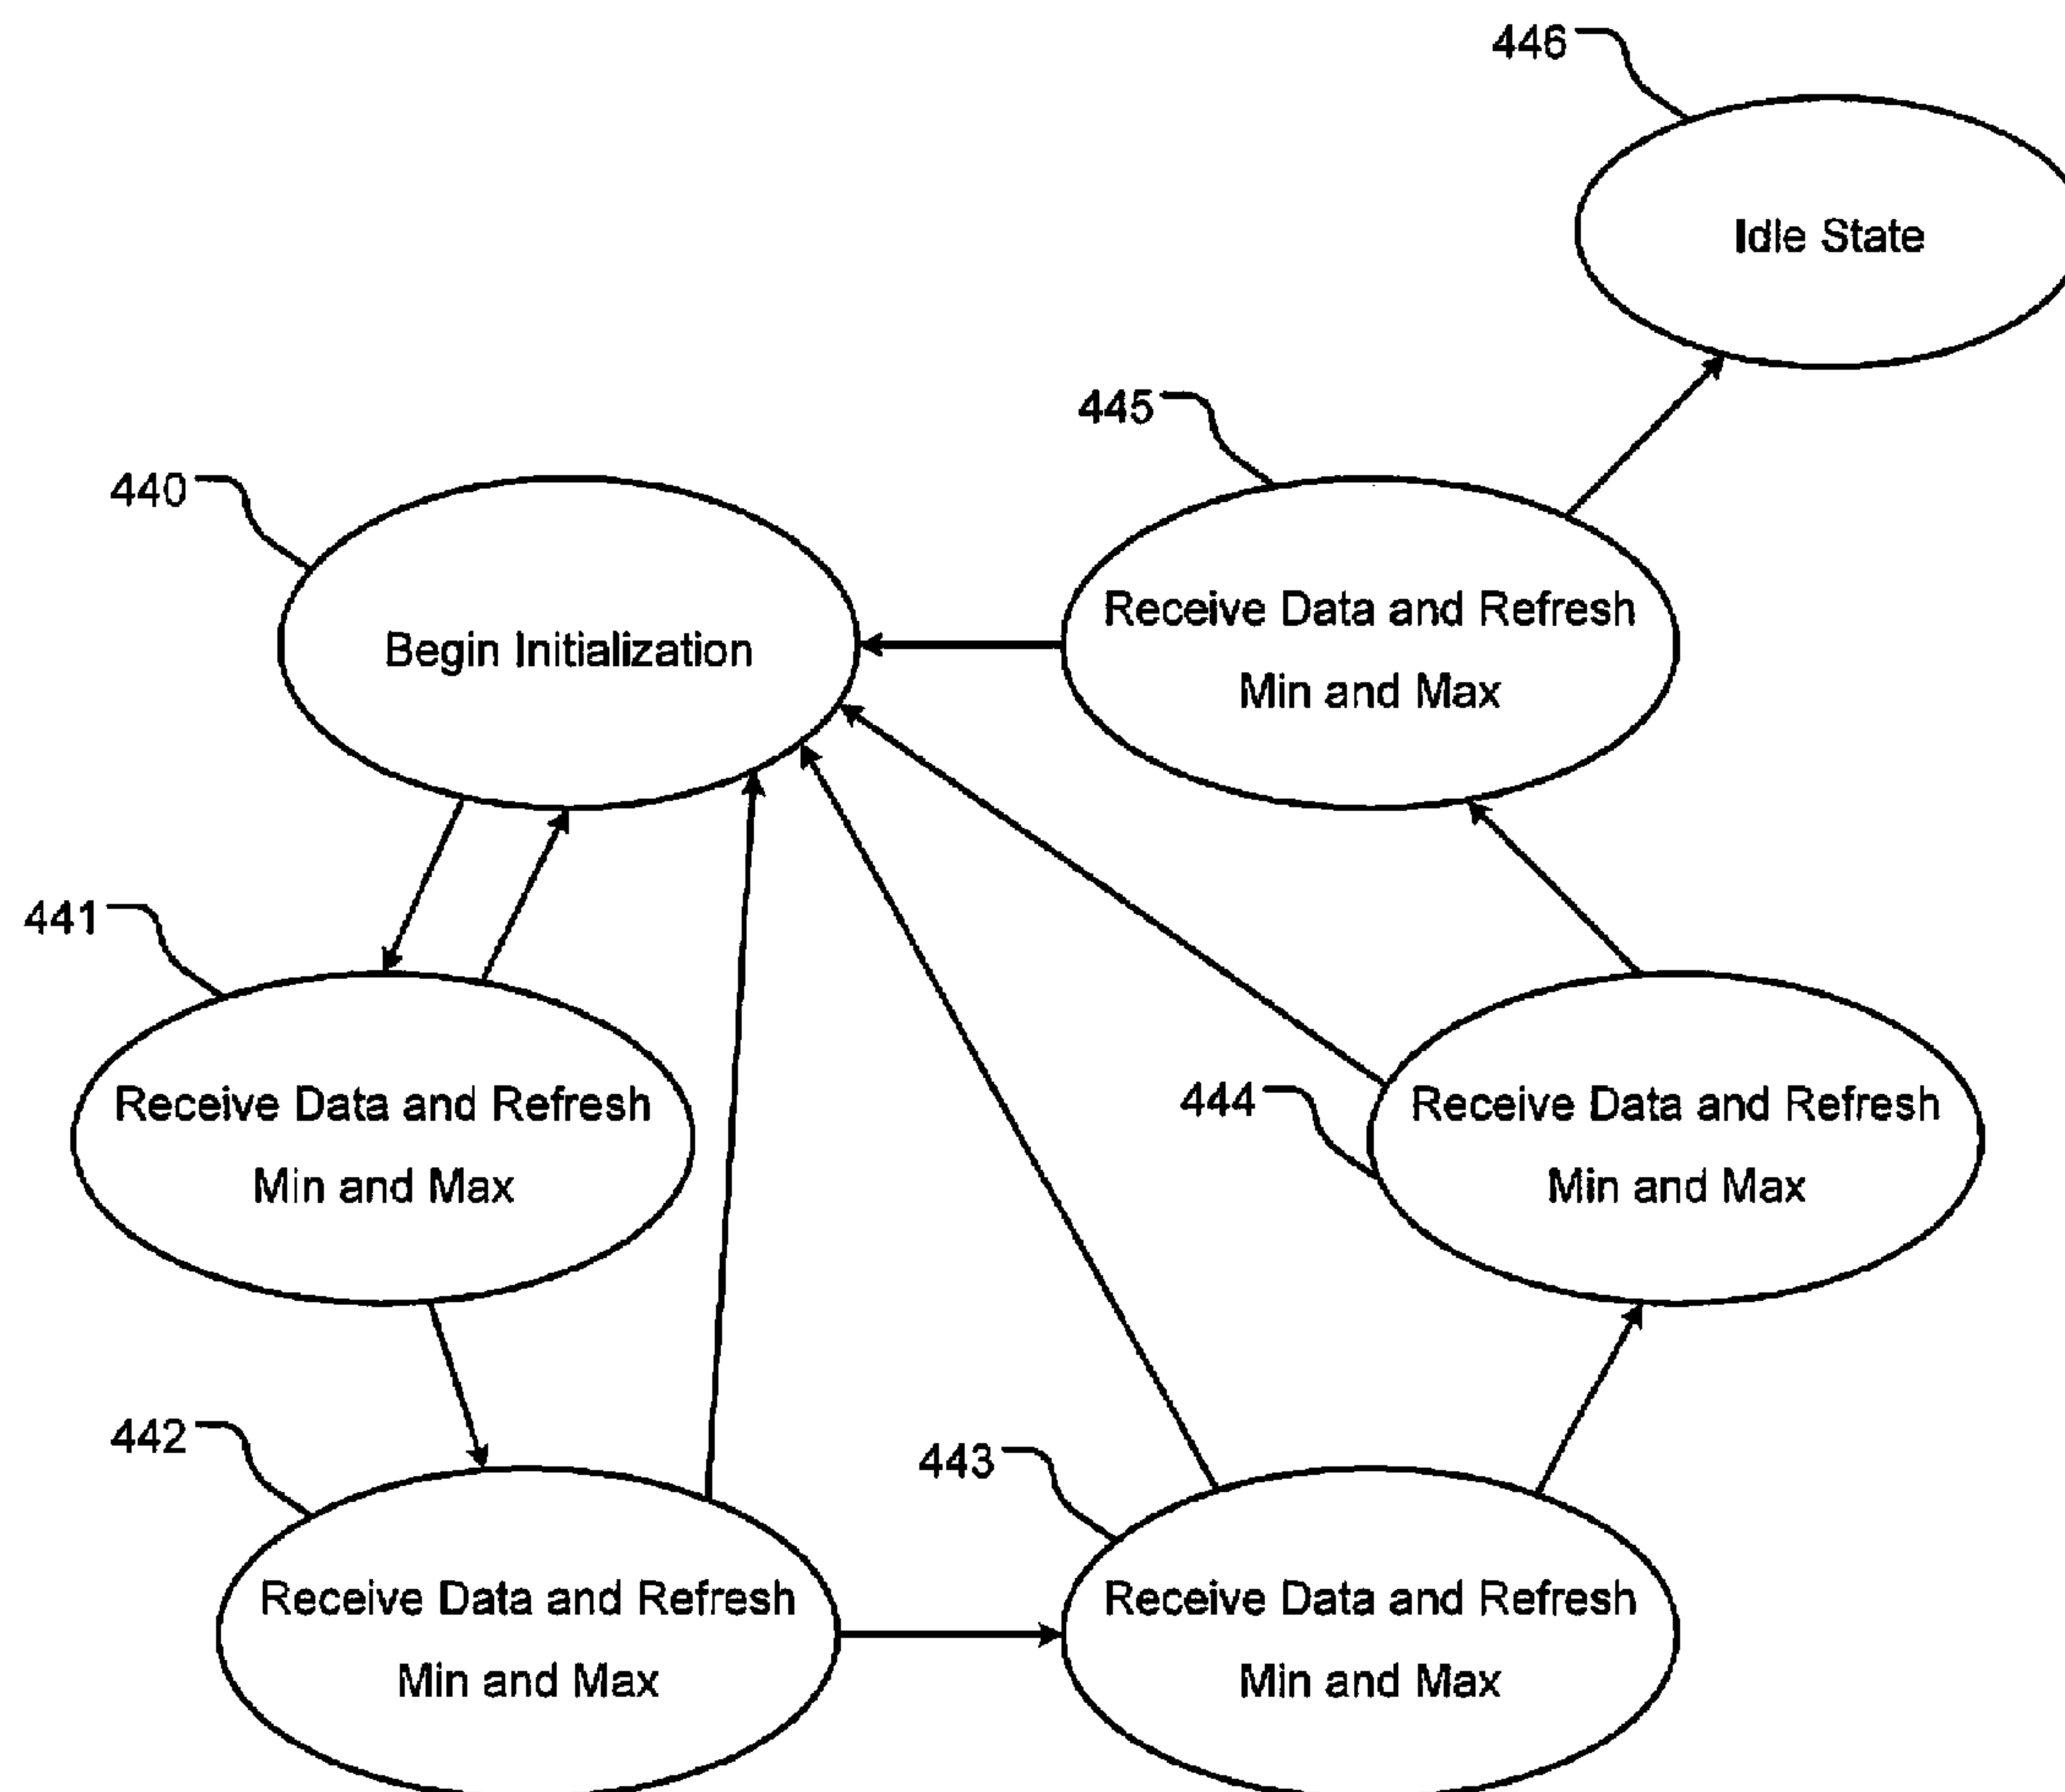 446
Idle State
445
440
Receive Data and Refresh
Min and Max
Begin Initialization
441
Receive Data and Refresh
Min and Max
444
Receive Data and Refresh
Min and Max
442
Receive Data and Refresh
Min and Max
443
Receive Data and Refresh
Min and Max